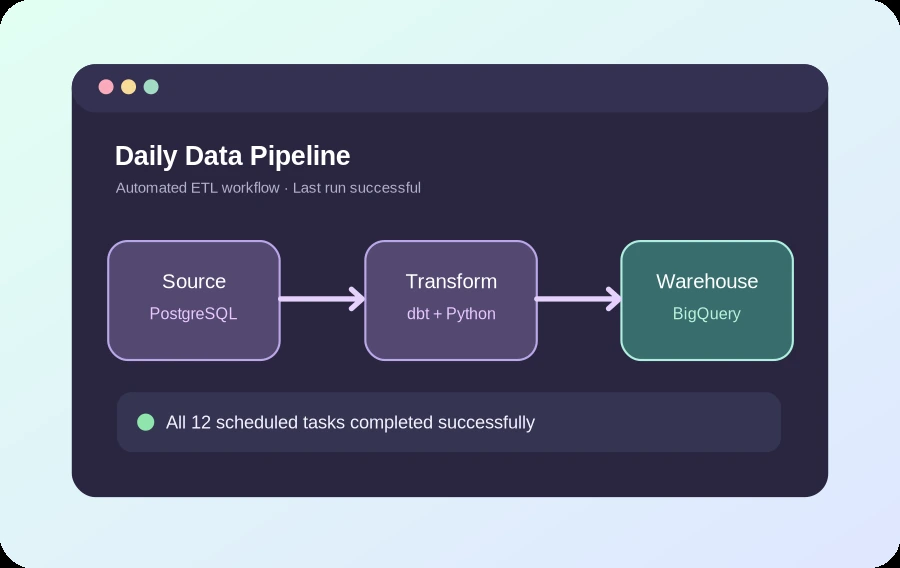 Daily Data Pipeline
Automated ETL workflow · Last run successful
Source
PostgreSQL
Transform
dbt + Python
Warehouse
BigQuery
All 12 scheduled tasks completed successfully